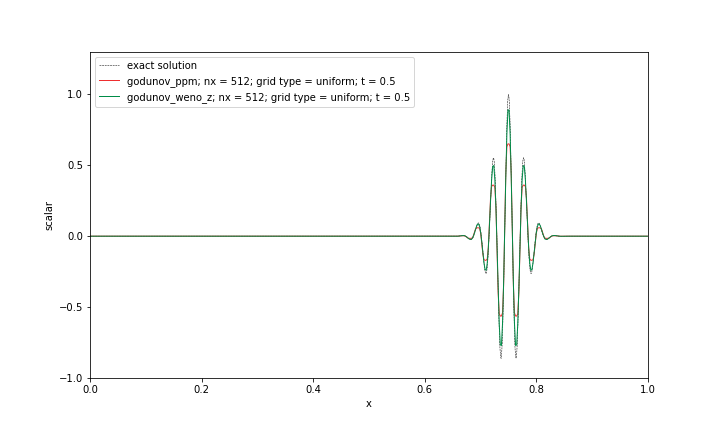 exact solution
godunov_ppm; nx = 512; grid type = uniform; t = 0.5
godunov_weno_z; nx = 512; grid type = uniform; t = 0.5
1.0
0.5
0.0
−0.5
−1.0
scalar
0.0 0.2 0.4 0.6 0.8 1.0
x